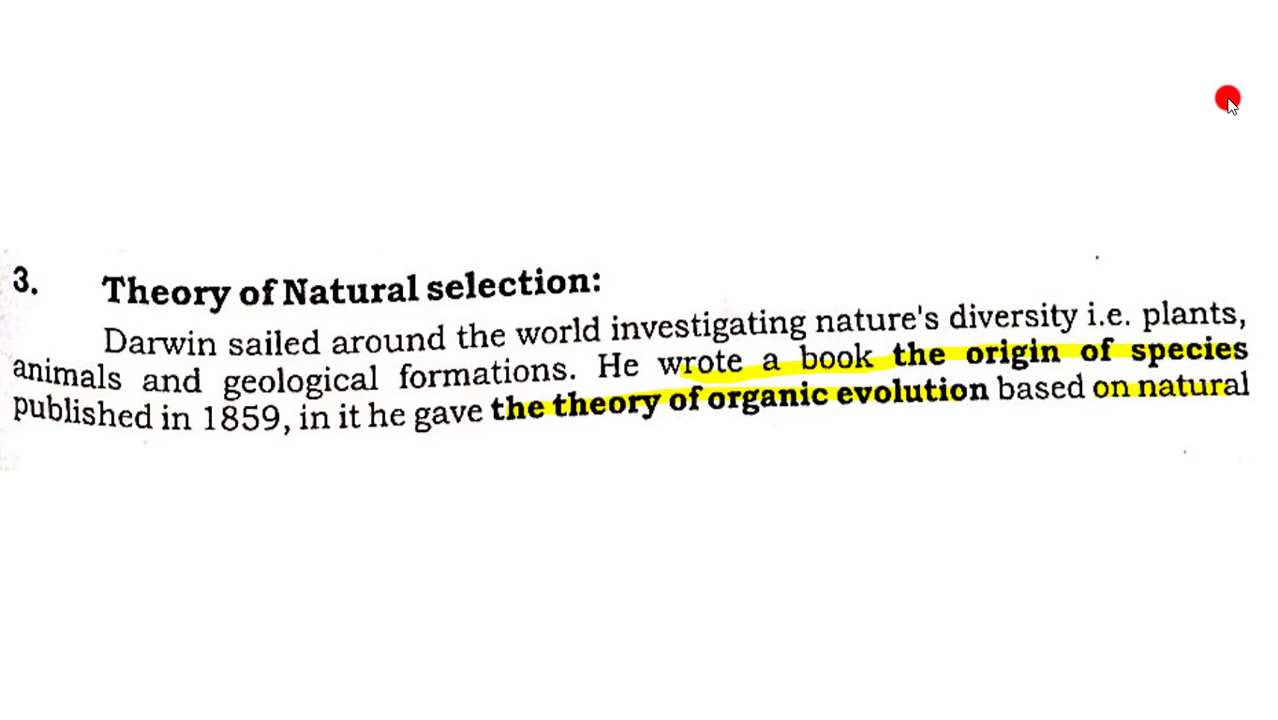 3. Theory of Natural selection:
Darwin sailed around the world investigating nature's diversity i.e. plants,
animals and geological formations. He wrote a book the origin of species
published in 1859, in it he gave the theory of organic evolution based on natural